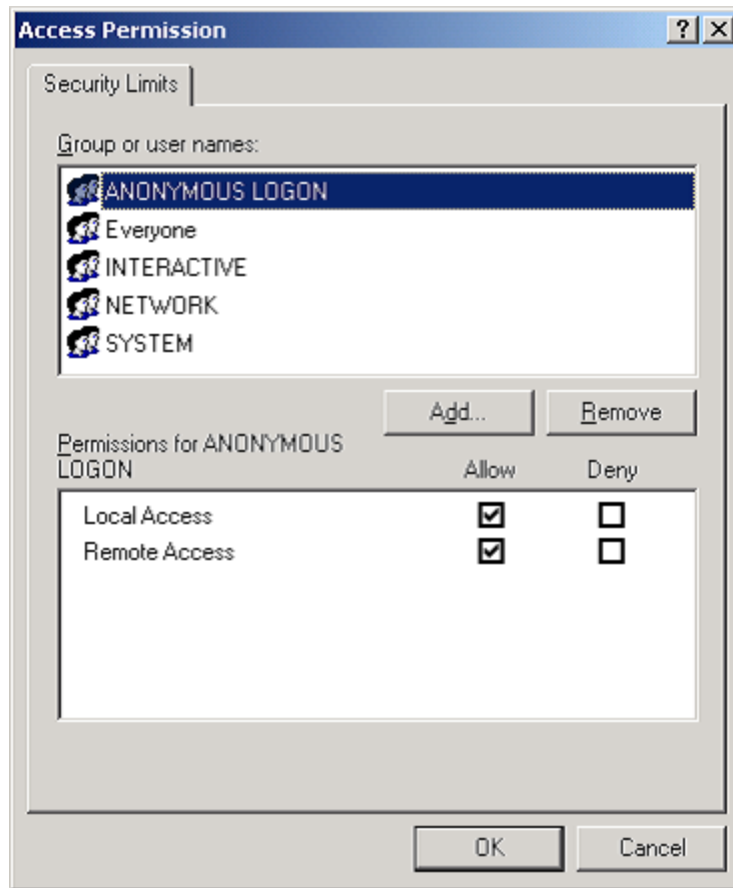 Access Permission
Security Limits
Group or user names:
ANONYMOUS LOGON
Everyone
INTERACTIVE
NETWORK
SYSTEM
Add... Remove
Permissions for ANONYMOUS
LOGON Allow Deny
Local Access
Remote Access
OK Cancel